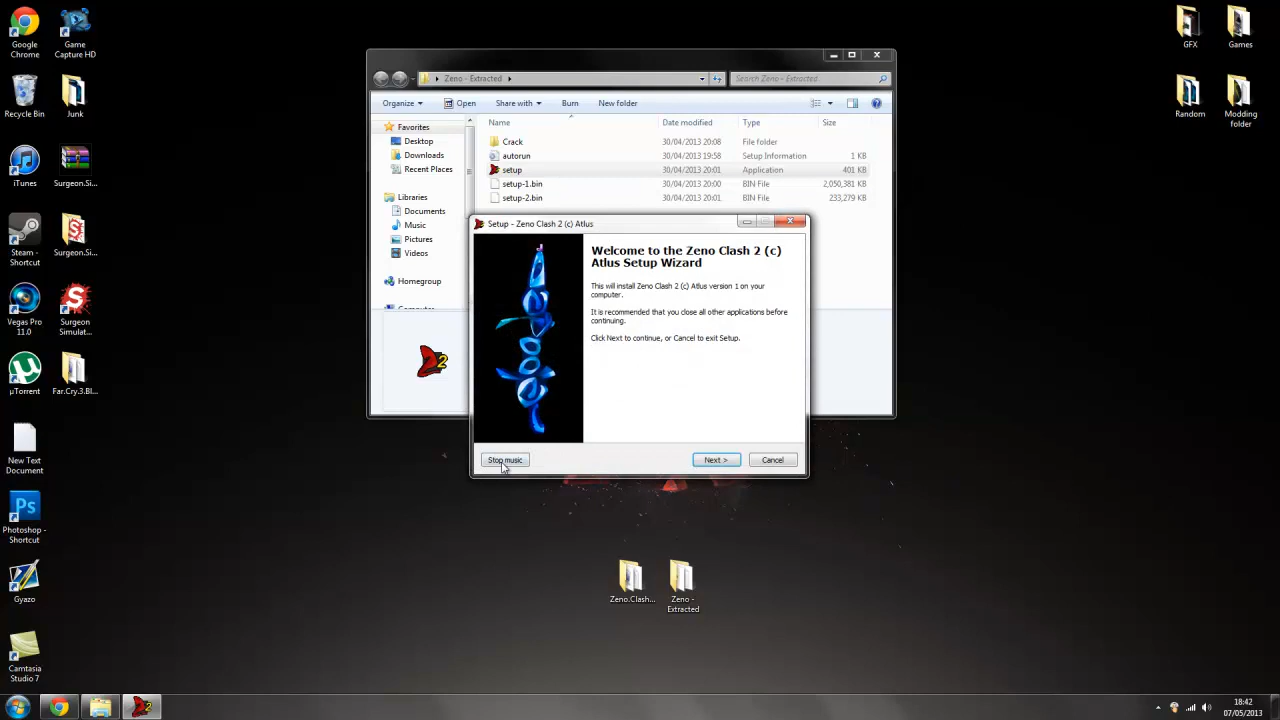 Google
Chrome
Game
Capture HD
Recycle Bin
Junk
iTunes
Surgeon.Si...
Steam -
Shortcut
Surgeon.Si...
Vegas Pro
11.0
Surgeon
Simulat...
µTorrent
Far.Cry.3.Bl...
New Text
Document
Photoshop -
Shortcut
Gyazo
Camtasia
Studio 7
GFX
Games
Random
Modding
folder
Zeno - Extracted
Search Zeno - Extracted
Organize
Open
Share with
Burn
New folder
Favorites
Desktop
Downloads
Recent Places
Libraries
Documents
Music
Pictures
Videos
Homegroup
Computer
Name
Date modified
Type
Size
Crack
30/04/2013 20:08
File folder
autorun
30/04/2013 19:58
Setup Information
1 KB
setup
30/04/2013 20:01
Application
401 KB
setup-1.bin
30/04/2013 20:00
BIN File
2,050,381 KB
setup-2.bin
30/04/2013 20:01
BIN File
233,279 KB
2
Setup - Zeno Clash 2 (c) Atlus
Welcome to the Zeno Clash 2 (c)
Atlus Setup Wizard
This will install Zeno Clash 2 (c) Atlus version 1 on your
computer.
It is recommended that you close all other applications before
continuing.
Click Next to continue, or Cancel to exit Setup.
Stop music
Next >
Cancel
Zeno.Clash...
Zeno -
Extracted
18:42
07/05/2013